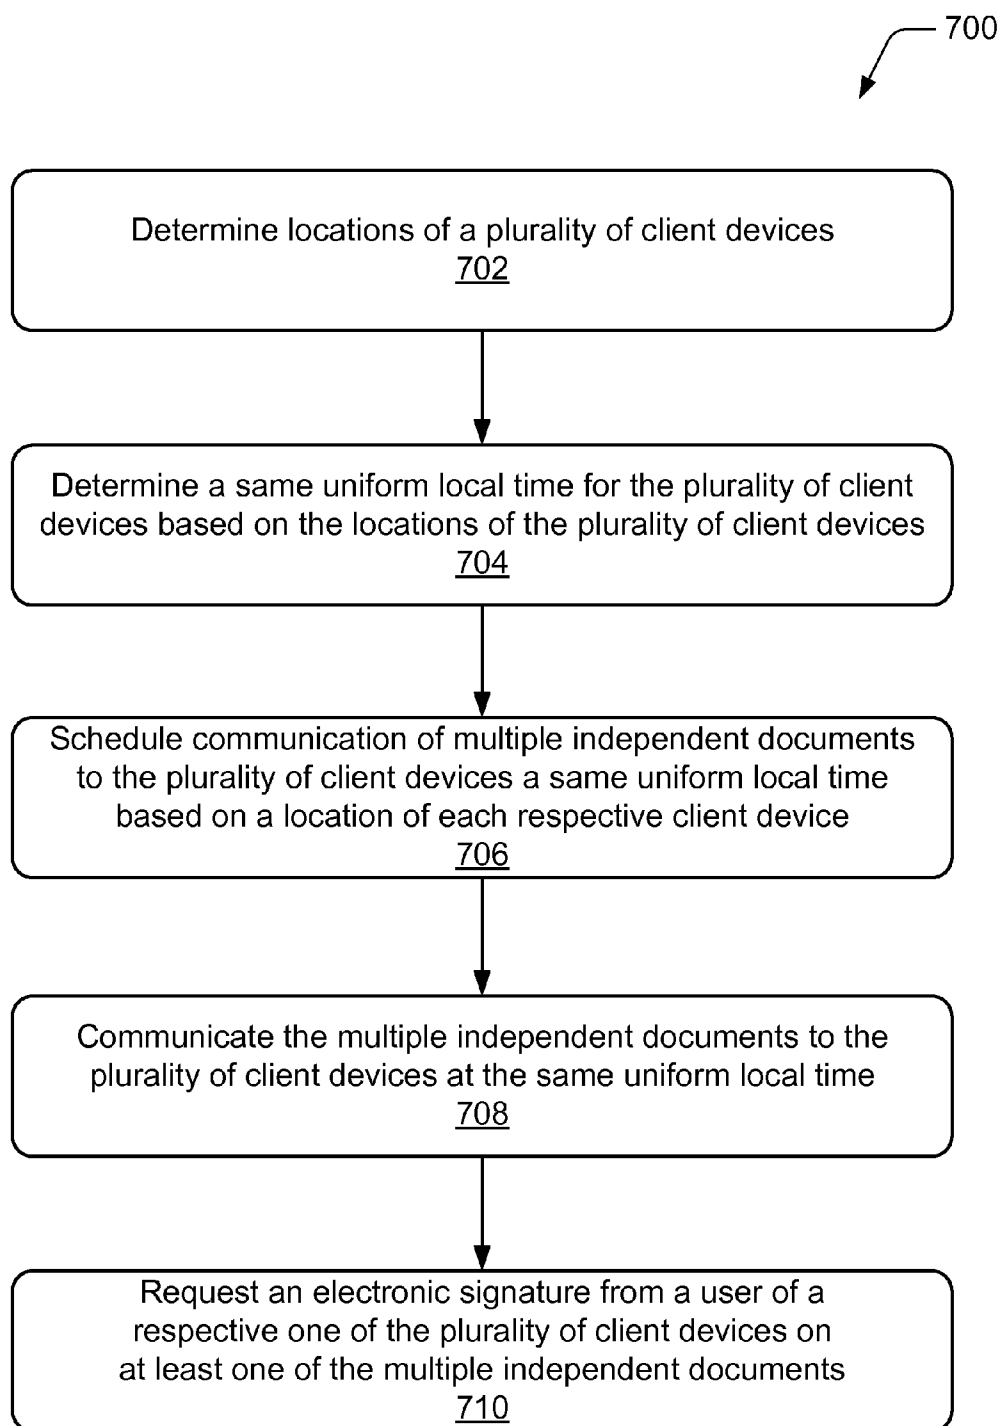 700
Determine locations of a plurality of client devices
702
Determine a same uniform local time for the plurality of client
devices based on the locations of the plurality of client devices
704
Schedule communication of multiple independent documents
to the plurality of client devices a same uniform local time
based on a location of each respective client device
706
Communicate the multiple independent documents to the
plurality of client devices at the same uniform local time
708
Request an electronic signature from a user of a
respective one of the plurality of client devices on
at least one of the multiple independent documents
710